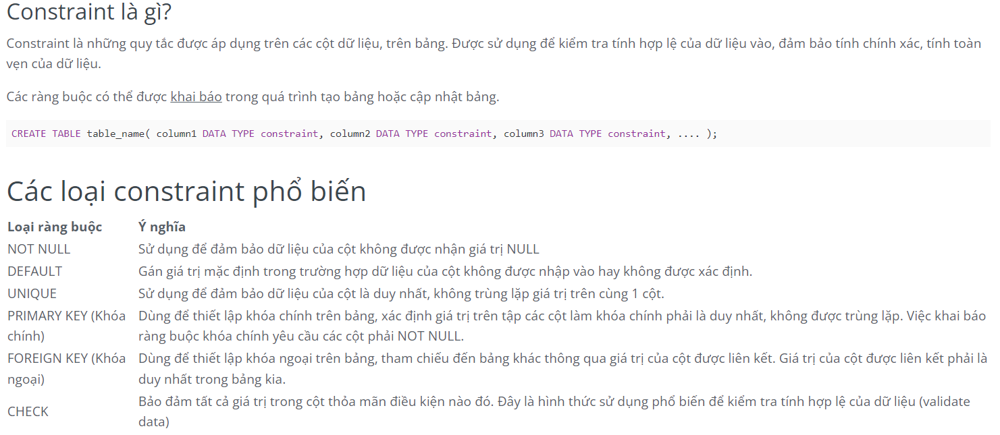 Constraint là gì?
Constraint là những quy tắc được áp dụng trên các cột dữ liệu, trên bảng. Được sử dụng để kiểm tra tính hợp lệ của dữ liệu vào, đảm bảo tính chính xác, tính toàn
vẹn của dữ liệu.
Các ràng buộc có thể được khai báo trong quá trình tạo bảng hoặc cập nhật bảng.
CREATE TABLE table_name( column1 DATA TYPE constraint, column2 DATA TYPE constraint, column3 DATA TYPE constraint, .... );
Các loại constraint phổ biến
Loại ràng buộc Ý nghĩa
NOT NULL Sử dụng để đảm bảo dữ liệu của cột không được nhận giá trị NULL
DEFAULT Gán giá trị mặc định trong trường hợp dữ liệu của cột không được nhập vào hay không được xác định.
UNIQUE Sử dụng để đảm bảo dữ liệu của cột là duy nhất, không trùng lặp giá trị trên cùng 1 cột.
PRIMARY KEY (Khóa Dùng để thiết lập khóa chính trên bảng, xác định giá trị trên tập các cột làm khóa chính phải là duy nhất, không được trùng lặp. Việc khai báo
chính) ràng buộc khóa chính yêu cầu các cột phải NOT NULL.
FOREIGN KEY (Khóa Dùng để thiết lập khóa ngoại trên bảng, tham chiếu đến bảng khác thông qua giá trị của cột được liên kết. Giá trị của cột được liên kết phải là
ngoại) duy nhất trong bảng kia.
CHECK Bảo đảm tất cả giá trị trong cột thỏa mãn điều kiện nào đó. Đây là hình thức sử dụng phổ biến để kiểm tra tính hợp lệ của dữ liệu (validate
data)